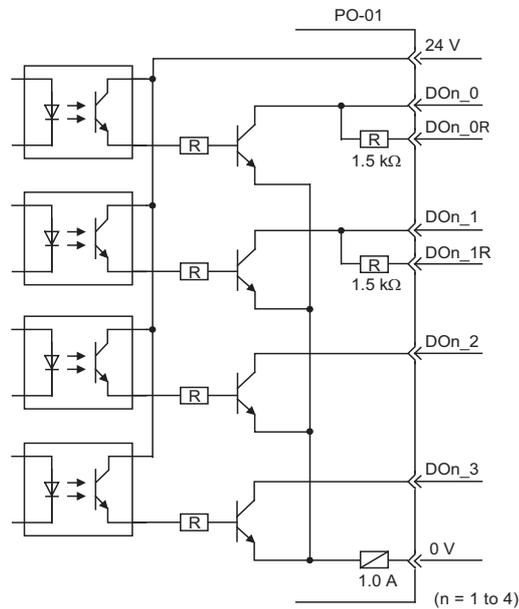 PO-01
24 V
DOn_0
DOn_0R
R
1.5 kΩ
R
DOn_1
DOn_1R
R
1.5 kΩ
R
DOn_2
R
DOn_3
R
0 V
1.0 A
(n = 1 to 4)